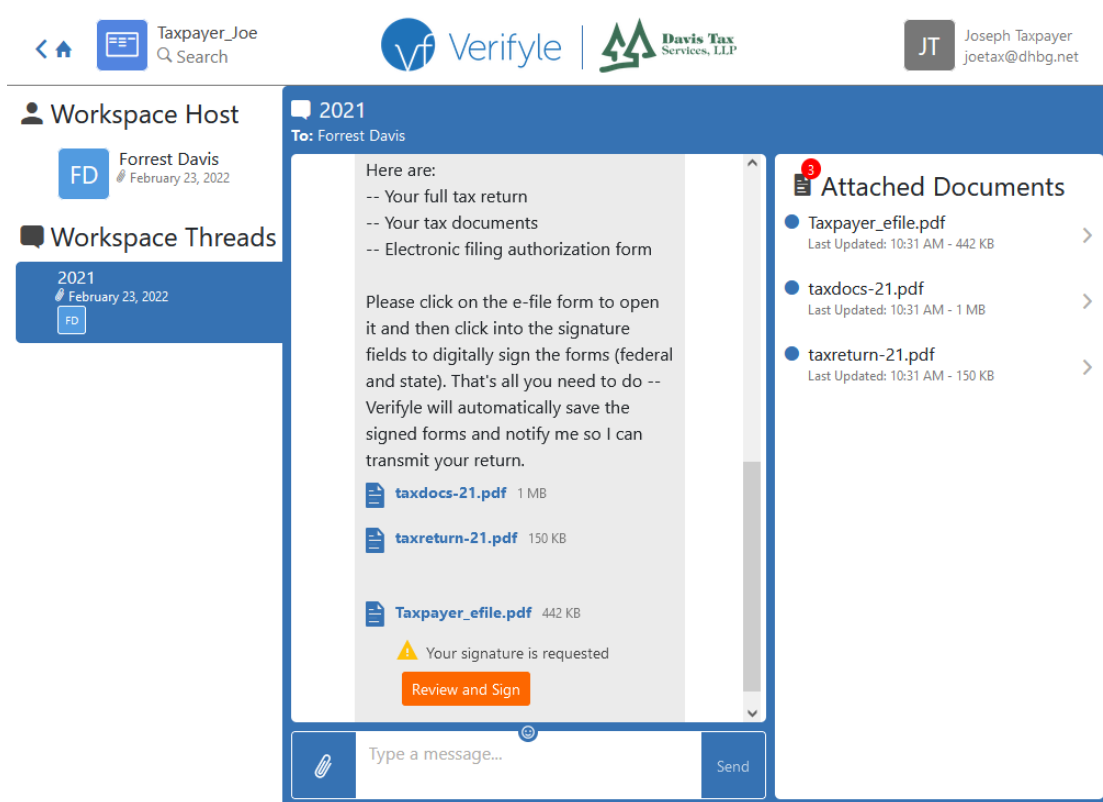 Taxpayer_Joe
Search
vf Verifyle
Davis Tax
Services, LLP
JT
Joseph Taxpayer
joetax@dhbg.net
Workspace Host
FD
Forrest Davis
February 23, 2022
Workspace Threads
2021
February 23, 2022
FD
2021
To: Forrest Davis
Here are:
-- Your full tax return
-- Your tax documents
-- Electronic filing authorization form
Please click on the e-file form to open
it and then click into the signature
fields to digitally sign the forms (federal
and state). That's all you need to do --
Verifyle will automatically save the
signed forms and notify me so I can
transmit your return.
taxdocs-21.pdf 1 MB
taxreturn-21.pdf 150 KB
Taxpayer_efile.pdf 442 KB
Your signature is requested
Review and Sign
Type a message...
Send
3
Attached Documents
Taxpayer_efile.pdf
Last Updated: 10:31 AM - 442 KB
taxdocs-21.pdf
Last Updated: 10:31 AM - 1 MB
taxreturn-21.pdf
Last Updated: 10:31 AM - 150 KB